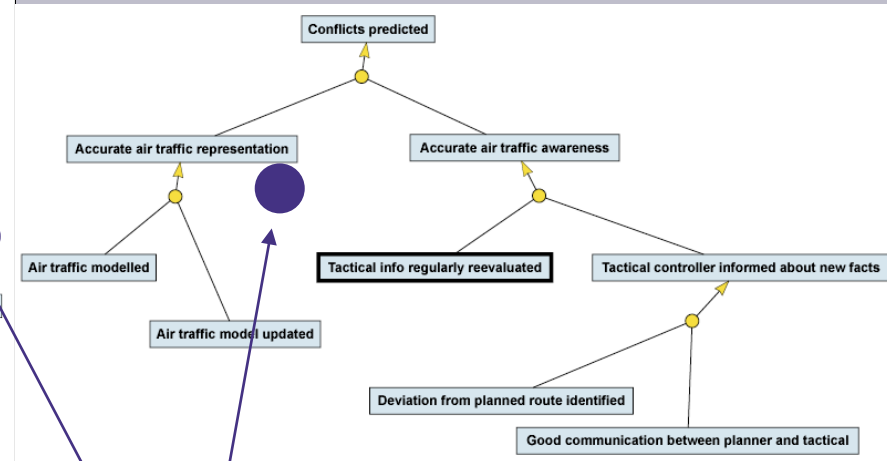 Conflicts predicted
Accurate air traffic representation
Accurate air traffic awareness
Air traffic modelled
Tactical info regularly reevaluated
Tactical controller informed about new facts
Air traffic model updated
Deviation from planned route identified
Good communication between planner and tactical